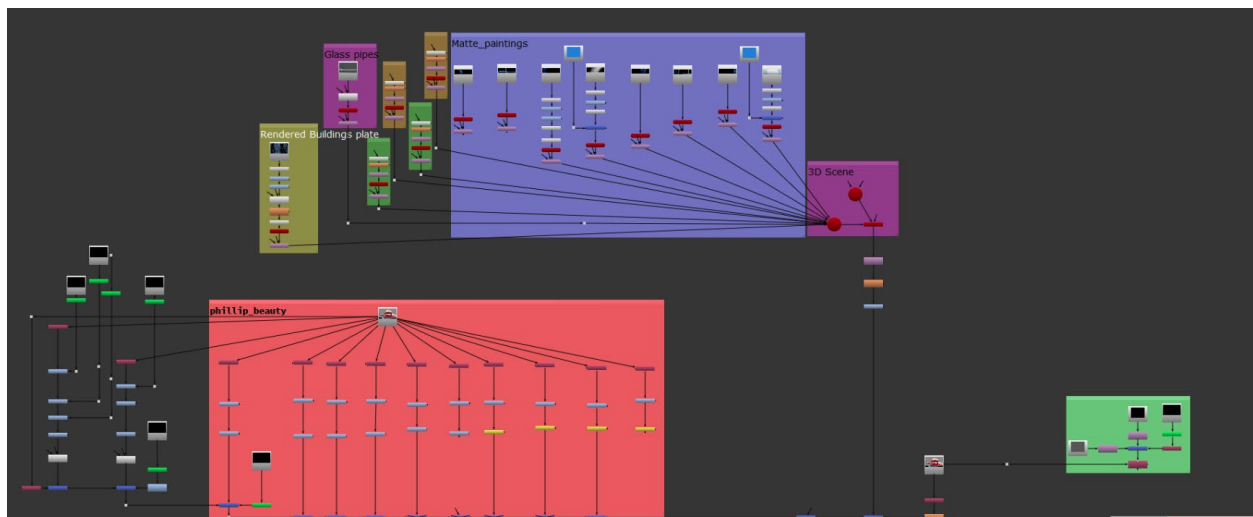 Glass pipes
Matte_paintings
Rendered Buildings plate
3D Scene
phillip_beauty